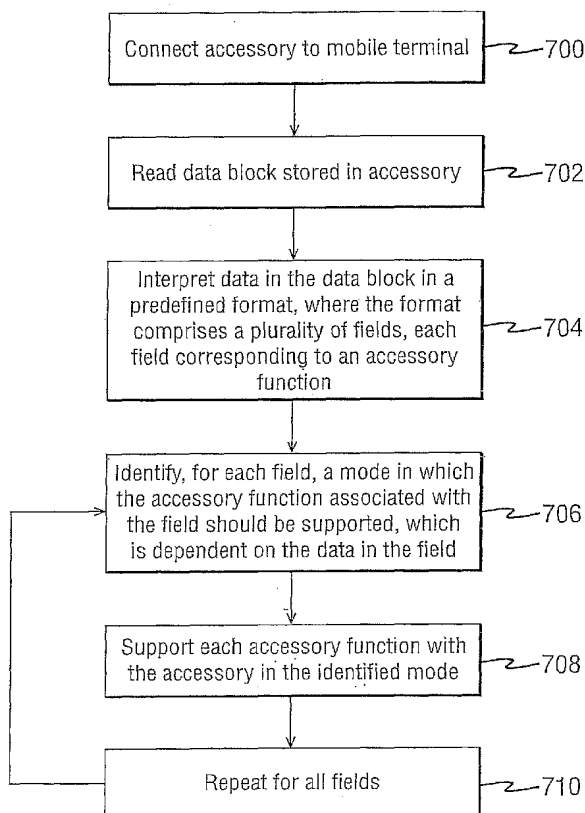 Connect accessory to mobile terminal
700
Read data block stored in accessory
702
Interpret data in the data block in a
predefined format, where the format
comprises a plurality of fields, each
field corresponding to an accessory
function
704
Identify, for each field, a mode in which
the accessory function associated with
the field should be supported, which
is dependent on the data in the field
706
Support each accessory function with
the accessory in the identified mode
708
Repeat for all fields
710